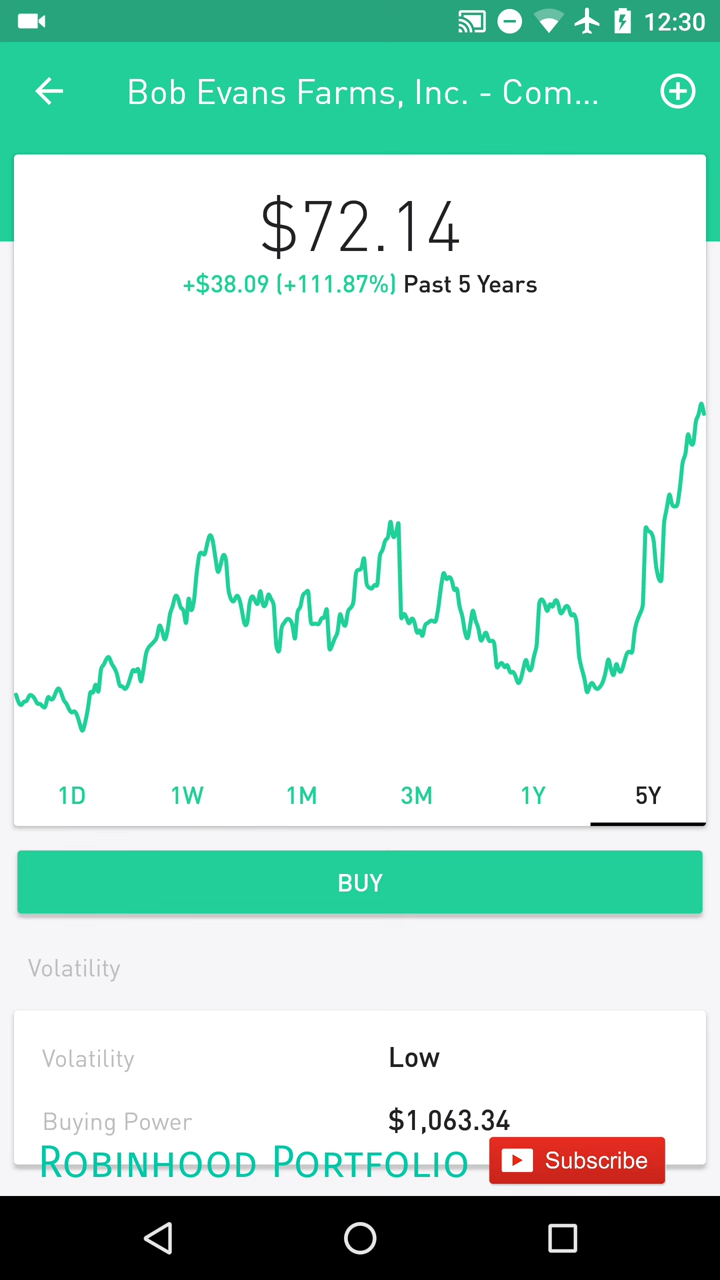 12:30
Bob Evans Farms, Inc. - Com...
$72.14
+$38.09 (+111.87%) Past 5 Years
1D 1W 1M 3M 1Y 5Y
BUY
Volatility
Volatility Low
Buying Power $1,063.34
Robinhood Portfolio Subscribe